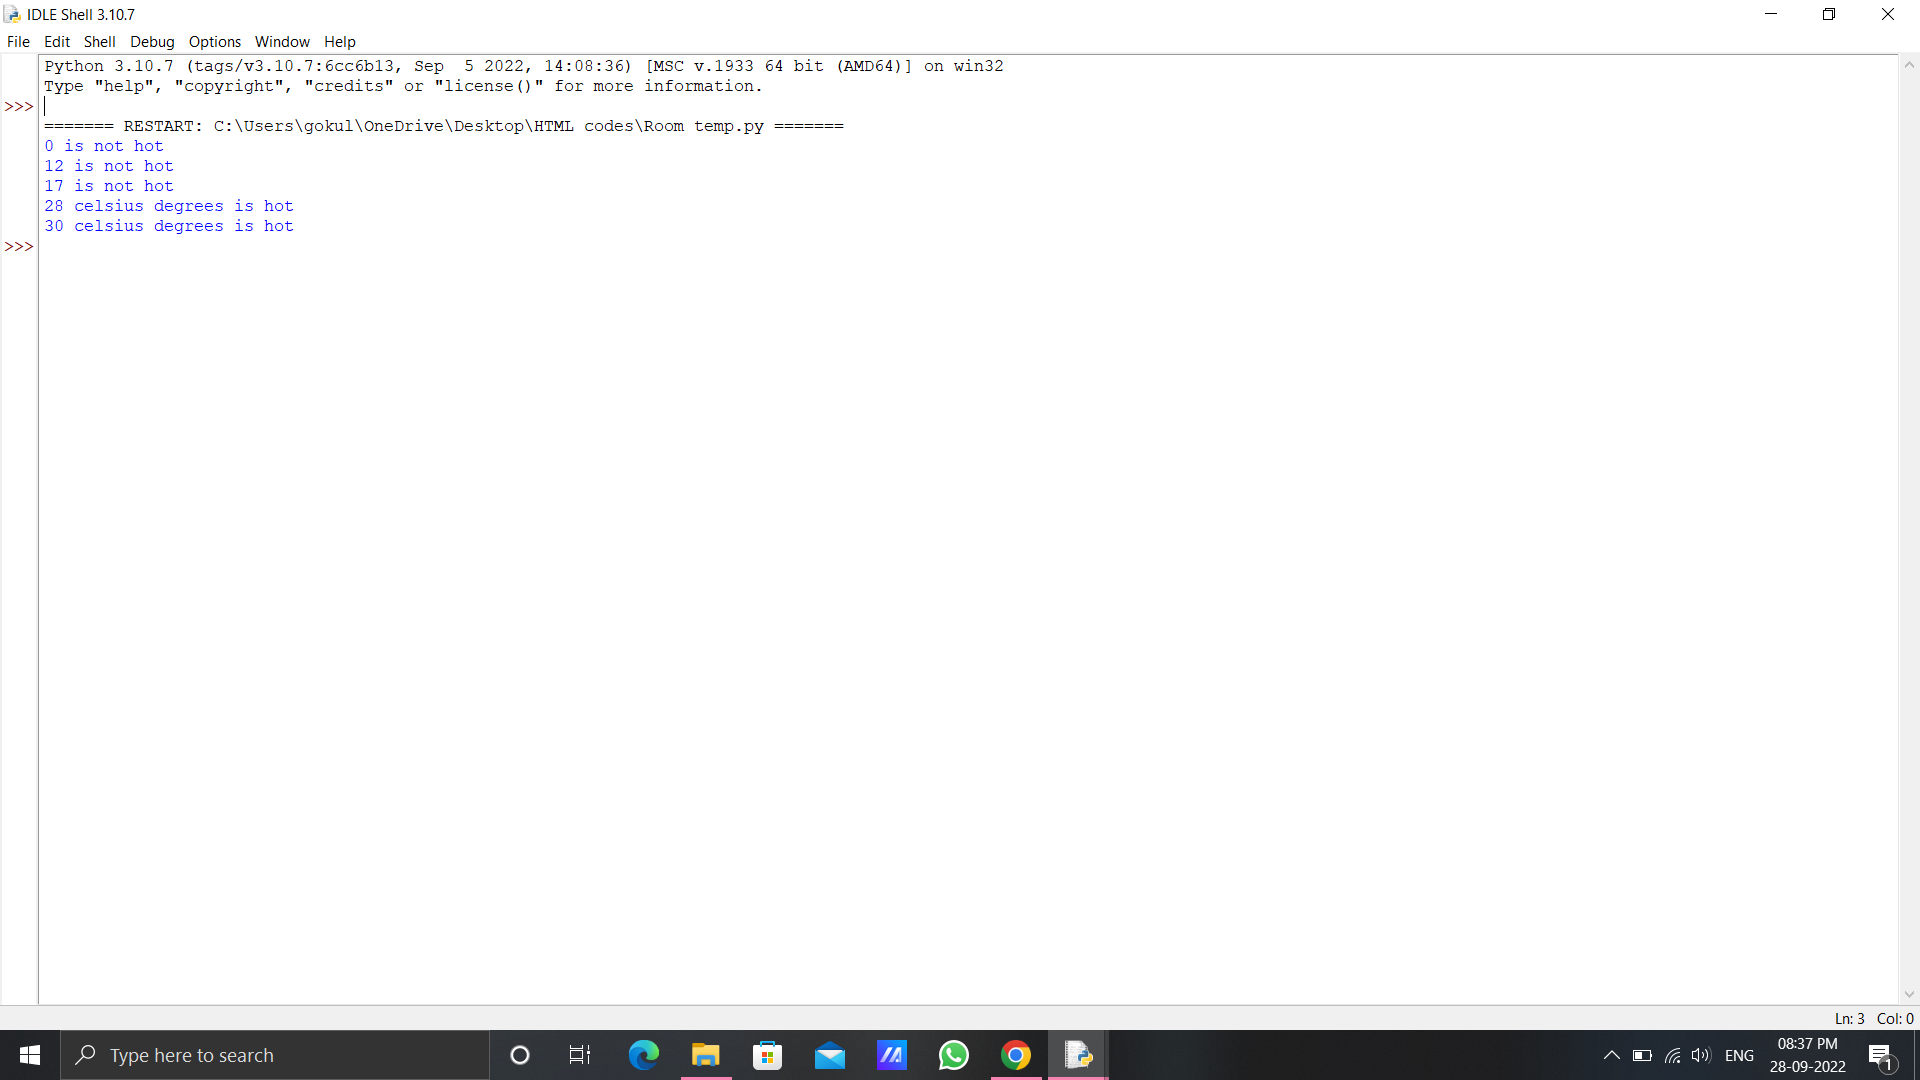 IDLE Shell 3.10.7
File Edit Shell Debug Options Window Help
Python 3.10.7 (tags/v3.10.7:6cc6b13, Sep  5 2022, 14:08:36) [MSC v.1933 64 bit (AMD64)] on win32
Type "help", "copyright", "credits" or "license()" for more information.
>>>
======= RESTART: C:\Users\gokul\OneDrive\Desktop\HTML codes\Room temp.py =======
0 is not hot
12 is not hot
17 is not hot
28 celsius degrees is hot
30 celsius degrees is hot
>>>
Ln: 3 Col: 0
Type here to search
ENG
08:37 PM
28-09-2022
1